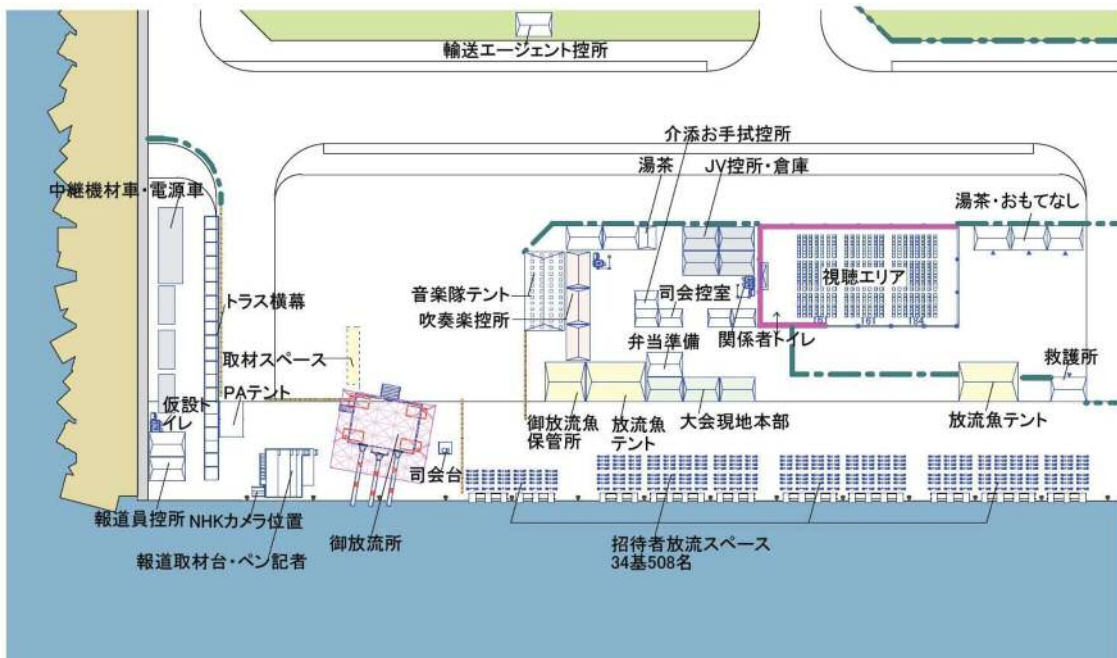 輸送エージェント控所
介添お手拭控所
湯茶
JV控所・倉庫
中継機材車・電源車
湯茶・おもてなし
視聴エリア
音楽隊テント
司会控室
トラス横幕
吹奏楽控所
関係者トイレ
弁当準備
161
184
取材スペース
救護所
PAテント
仮設ト
イレ
御放流魚
保管所
放流魚
テント
大会現地本部
放流魚テント
司会台
報道員控所
NHKカメラ位置
御放流所
招待者放流スペース
34基508名
報道取材台・ペン記者